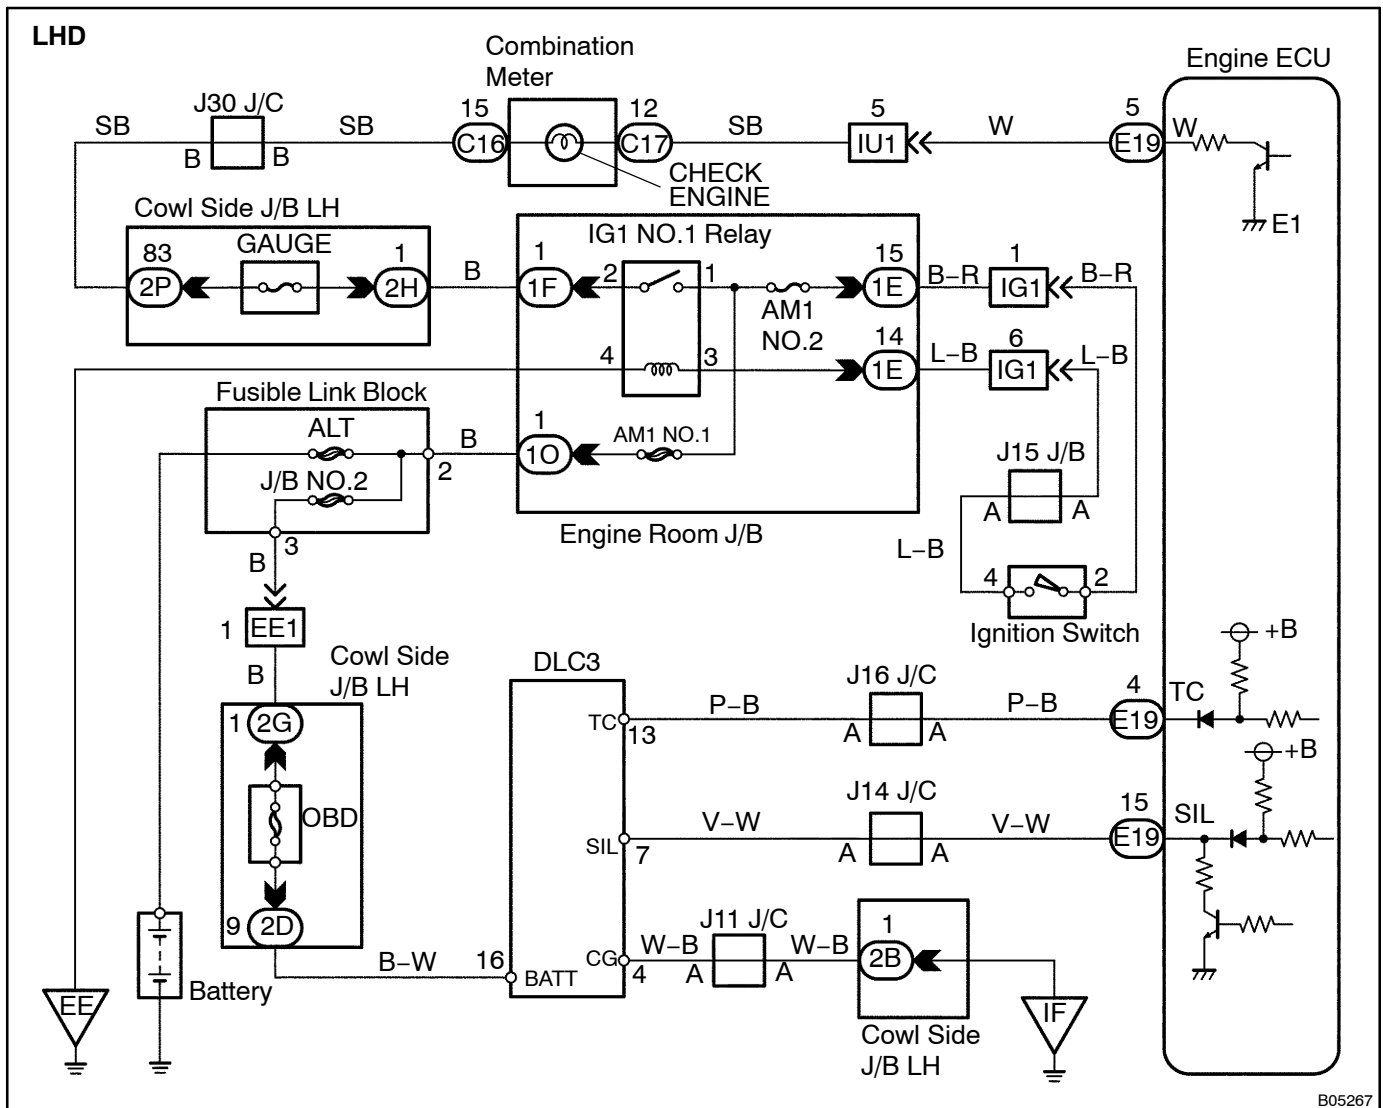 LHD
Combination
Meter
Engine ECU
J30 J/C
15
12
5
5
SB
SB
SB
W
W
C16
C17
IU1
E19
B
B
CHECK
ENGINE
E1
Cowl Side J/B LH
GAUGE
83
1
2P
2H
B
IG1 NO.1 Relay
1
1F
2
1
15
1E
B–R
1
IG1
B–R
AM1
NO.2
14
1E
4
3
L–B
6
IG1
L–B
Fusible Link Block
ALT
B
2
1
1O
AM1 NO.1
J/B NO.2
3
Engine Room J/B
J15 J/B
A
A
L–B
4
2
Ignition Switch
B
1
EE1
B
Cowl Side
J/B LH
1
2G
OBD
9
2D
B–W
DLC3
TC
13
P–B
J16 J/C
A
A
P–B
4
E19
TC
+B
+B
SIL
7
V–W
J14 J/C
A
A
V–W
15
E19
SIL
CG
4
W–B
J11 J/C
A
A
W–B
1
2B
Cowl Side
J/B LH
IF
16
BATT
Battery
EE
B05267